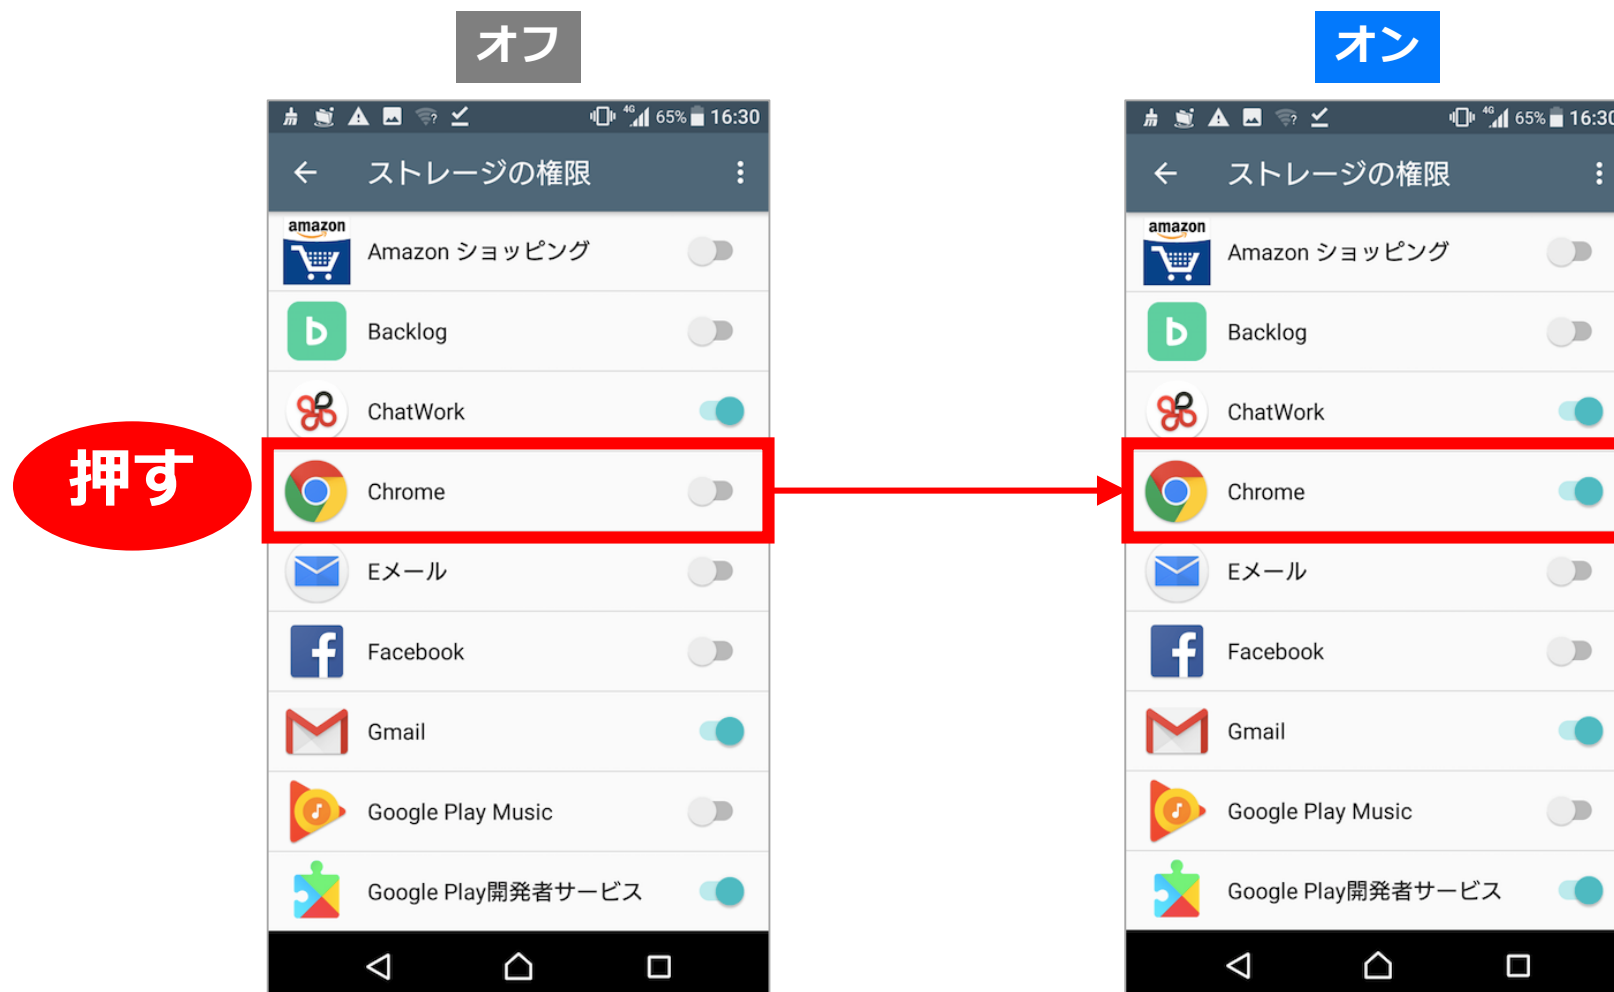 オフ
4G 65% 16:30
ストレージの権限
amazon
Amazon ショッピング
Backlog
ChatWork
押す
Chrome
Eメール
Facebook
Gmail
Google Play Music
Google Play開発者サービス
オン
4G 65% 16:30
ストレージの権限
amazon
Amazon ショッピング
Backlog
ChatWork
Chrome
Eメール
Facebook
Gmail
Google Play Music
Google Play開発者サービス